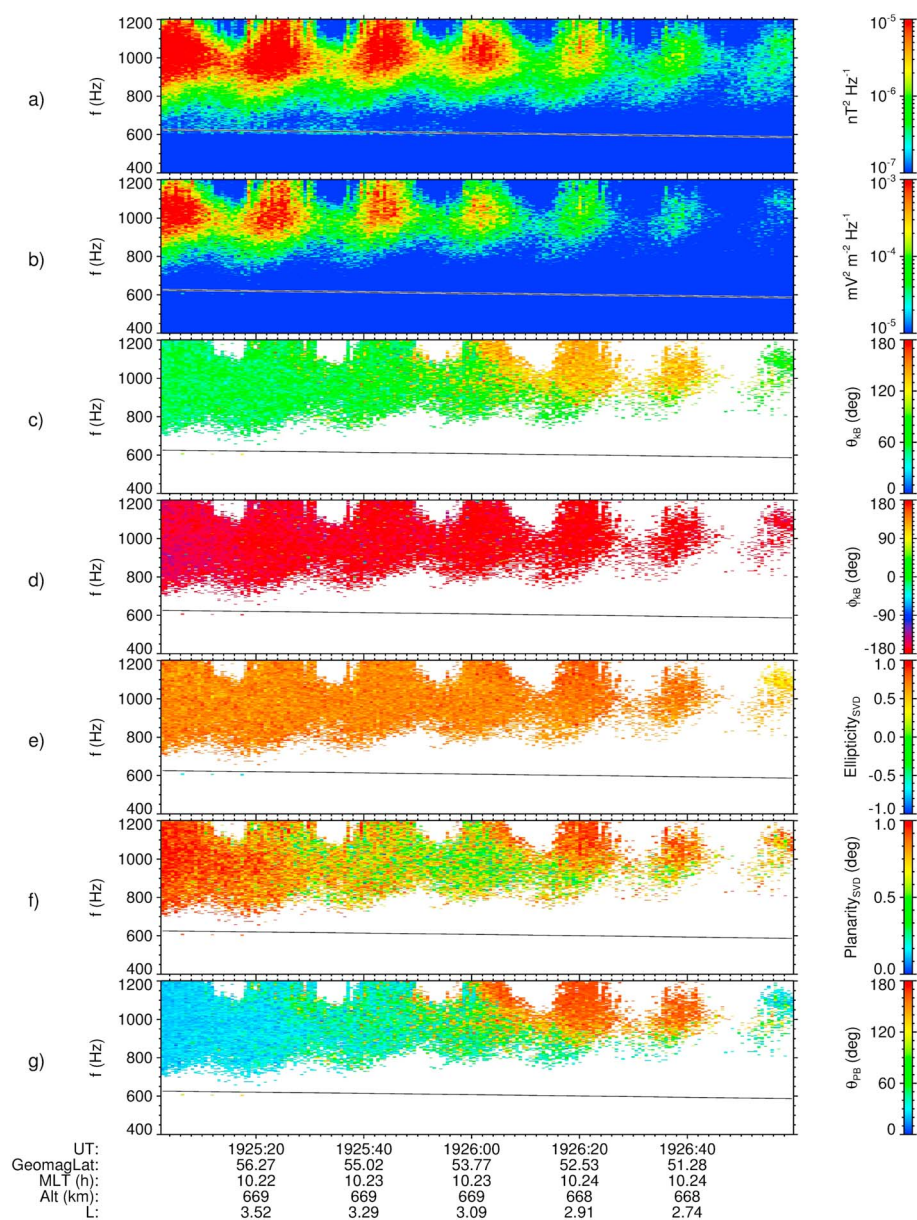 a)
f (Hz)
1200
1000
800
600
400
10⁻⁵
10⁻⁶
10⁻⁷
nT² Hz⁻¹
b)
f (Hz)
1200
1000
800
600
400
10⁻³
10⁻⁴
10⁻⁵
mV² m⁻² Hz⁻¹
c)
f (Hz)
1200
1000
800
600
400
180
120
60
0
θkB (deg)
d)
f (Hz)
1200
1000
800
600
400
180
90
0
-90
-180
ϕkB (deg)
e)
f (Hz)
1200
1000
800
600
400
1.0
0.5
0.0
-0.5
-1.0
EllipticitySVD
f)
f (Hz)
1200
1000
800
600
400
1.0
0.5
0.0
PlanaritySVD (deg)
g)
f (Hz)
1200
1000
800
600
400
180
120
60
0
θPB (deg)
UT: 1925:20 1925:40 1926:00 1926:20 1926:40
GeomagLat: 56.27 55.02 53.77 52.53 51.28
MLT (h): 10.22 10.23 10.23 10.24 10.24
Alt (km): 669 669 669 668 668
L: 3.52 3.29 3.09 2.91 2.74